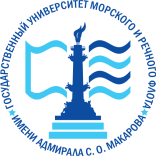 ГОСУДАРСТВЕННЫЙ УНИВЕРСИТЕТ МОРСКОГО И РЕЧНОГО ФЛОТА
ИМЕНИ АДМИРАЛА С. О. МАКАРОВА